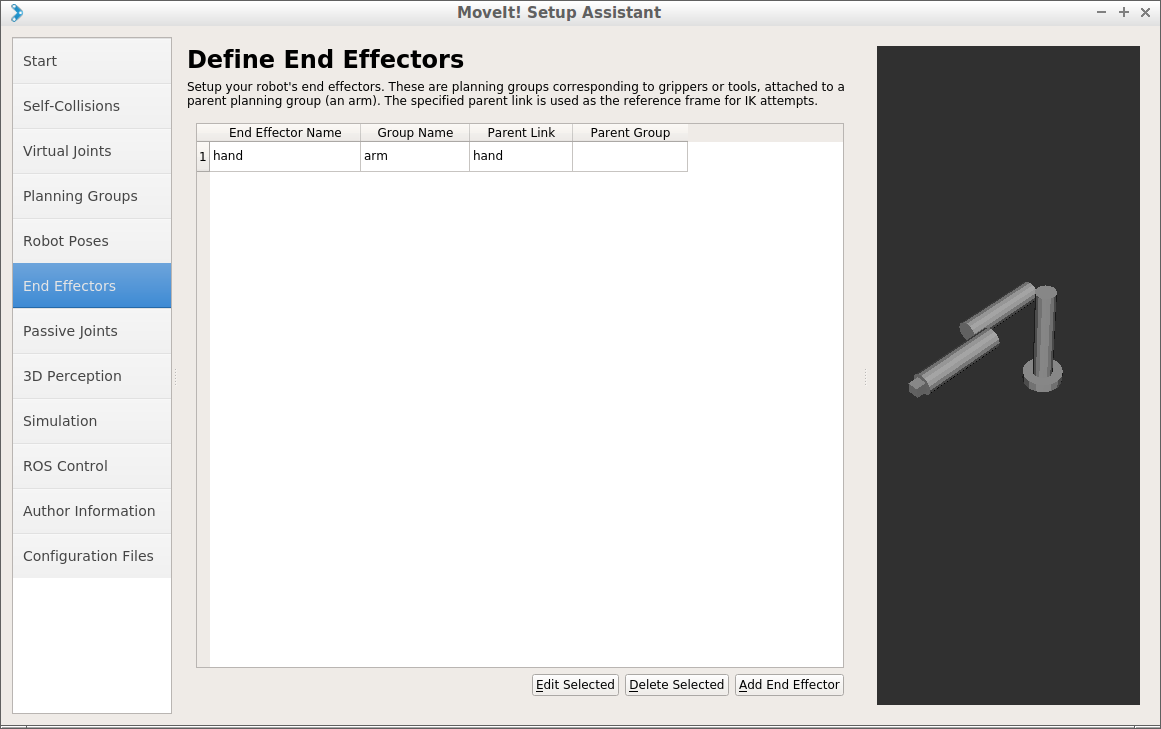 MoveIt! Setup Assistant
Start
Self-Collisions
Virtual Joints
Planning Groups
Robot Poses
End Effectors
Passive Joints
3D Perception
Simulation
ROS Control
Author Information
Configuration Files
Define End Effectors
Setup your robot's end effectors. These are planning groups corresponding to grippers or tools, attached to a
parent planning group (an arm). The specified parent link is used as the reference frame for IK attempts.
End Effector Name Group Name Parent Link Parent Group
1 hand arm hand
Edit Selected Delete Selected Add End Effector